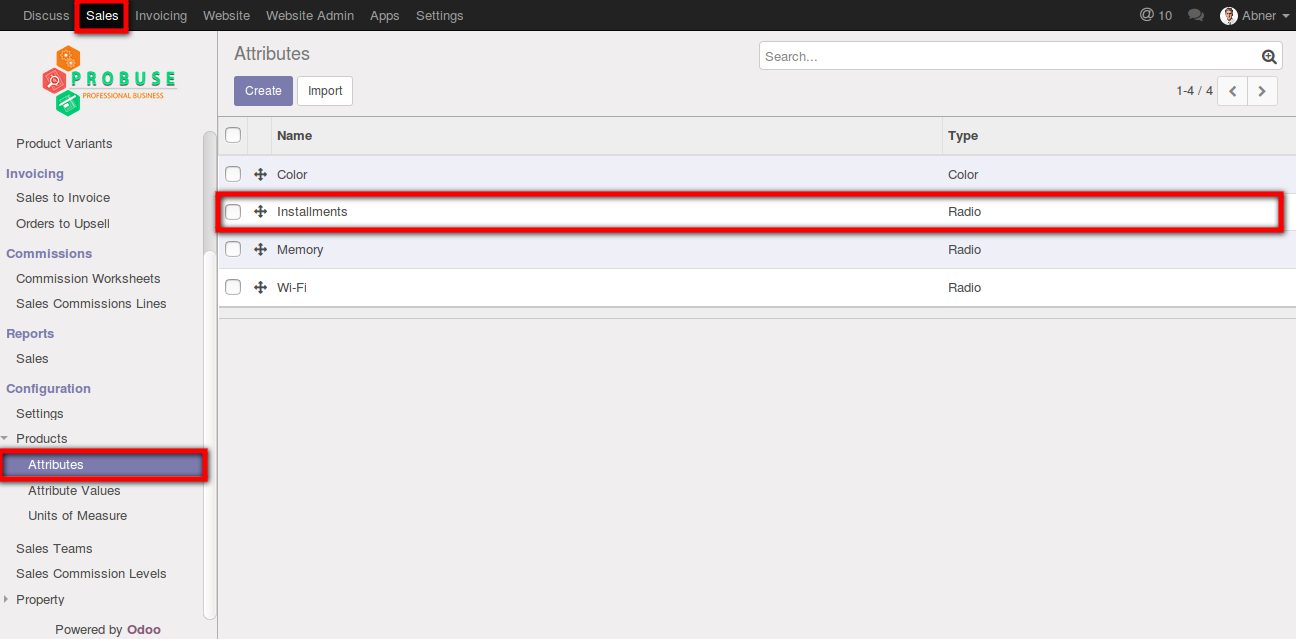 Discuss Sales Invoicing Website Website Admin Apps Settings @ 10 Abner
PROBUSE
PROFESSIONAL BUSINESS
Product Variants
Invoicing
Sales to Invoice
Orders to Upsell
Commissions
Commission Worksheets
Sales Commissions Lines
Reports
Sales
Configuration
Settings
Products
Attributes
Attribute Values
Units of Measure
Sales Teams
Sales Commission Levels
Property
Powered by Odoo
Attributes
Search...
Create Import
1-4 / 4
Name Type
Color Color
Installments Radio
Memory Radio
Wi-Fi Radio